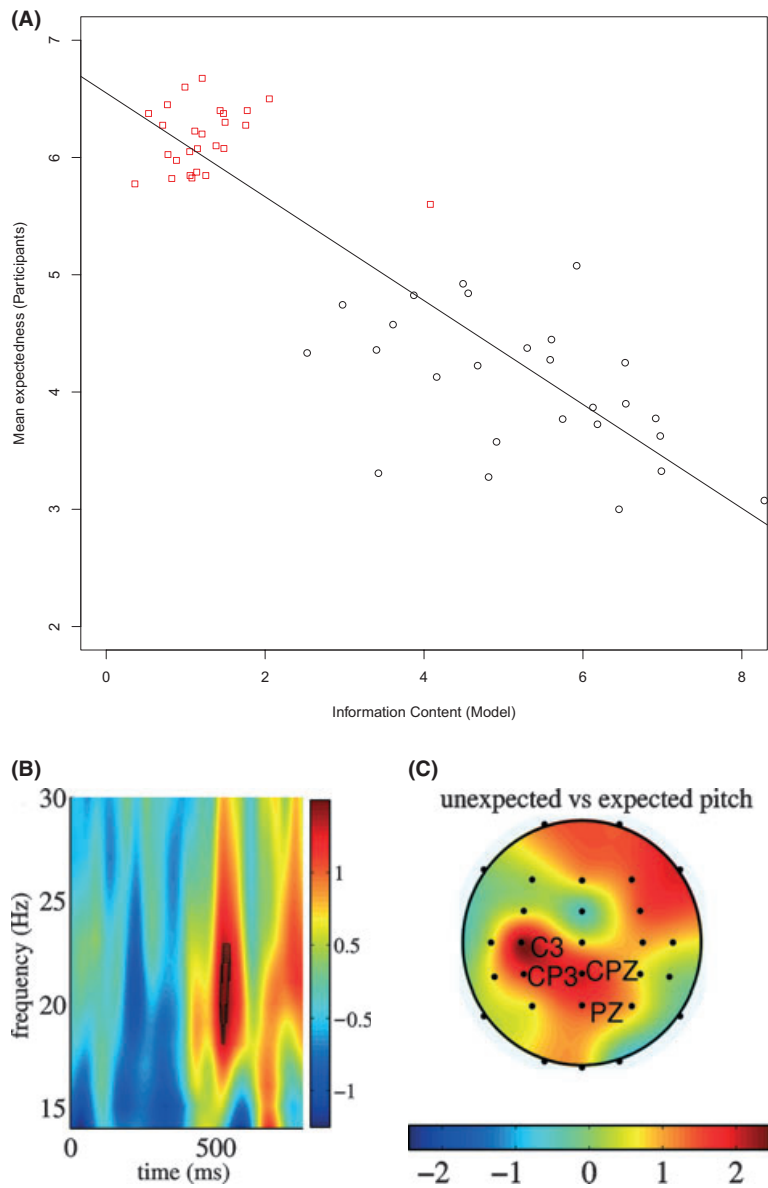 (A)
7
6
5
4
3
2
Mean expectedness (Participants)
0 2 4 6 8
Information Content (Model)
(B)
30
25
20
15
frequency (Hz)
0 500
time (ms)
1
0.5
−0.5
−1
(C)
unexpected vs expected pitch
C3
CP3 CPZ
PZ
−2 −1 0 1 2